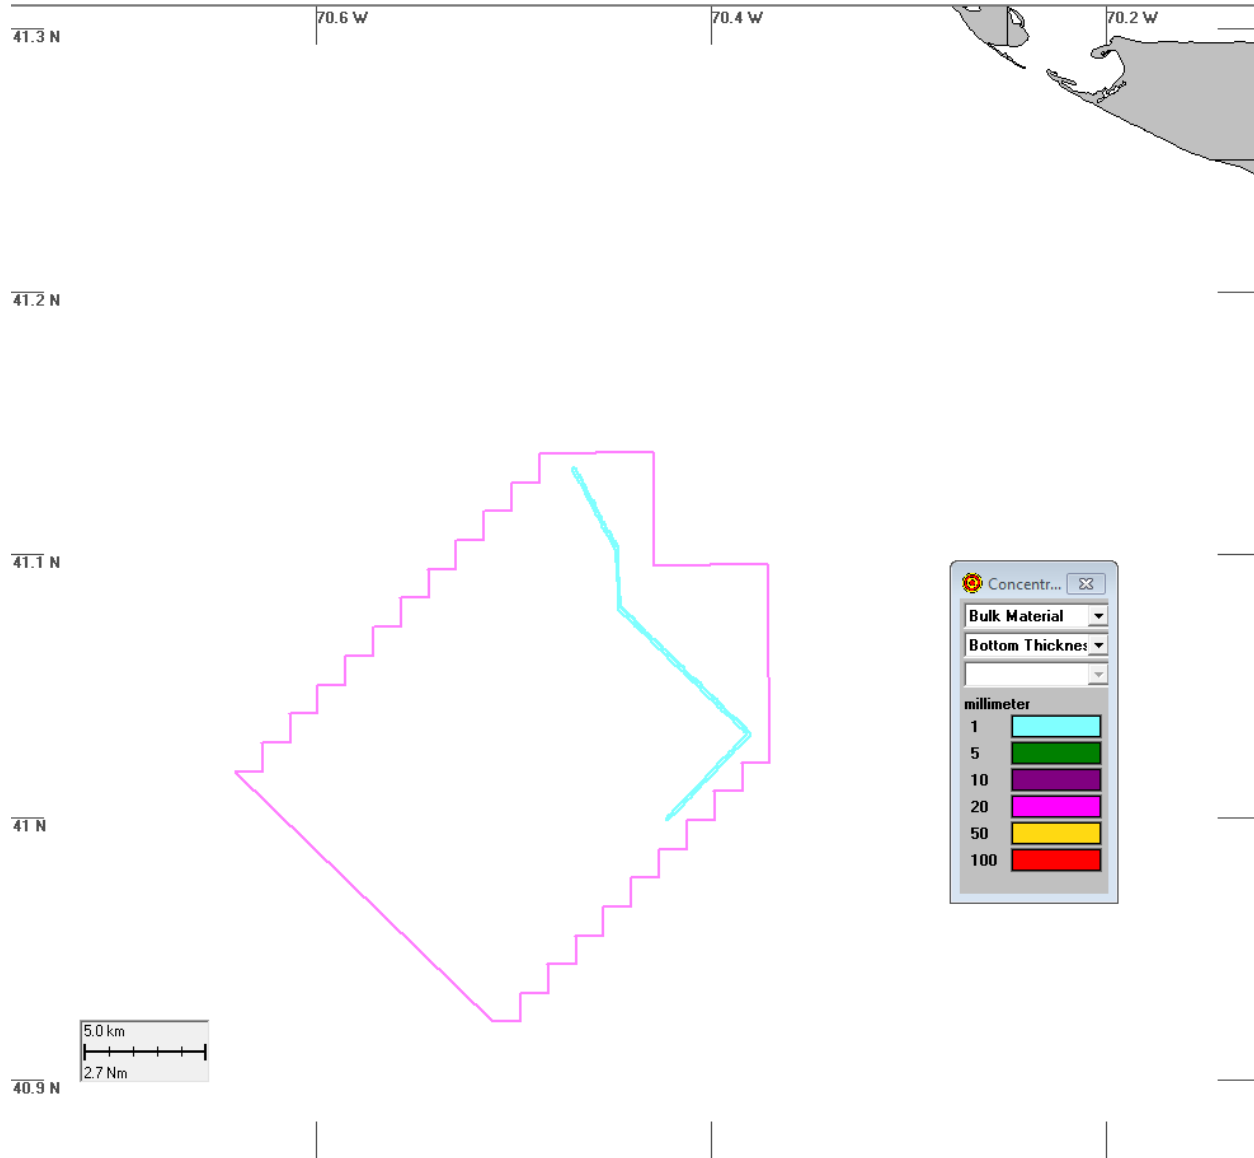 70.6 W
70.4 W
70.2 W
41.3 N
41.2 N
41.1 N
41 N
40.9 N
Concentr...
Bulk Material
Bottom Thicknes
millimeter
1
5
10
20
50
100
5.0 km
2.7 Nm